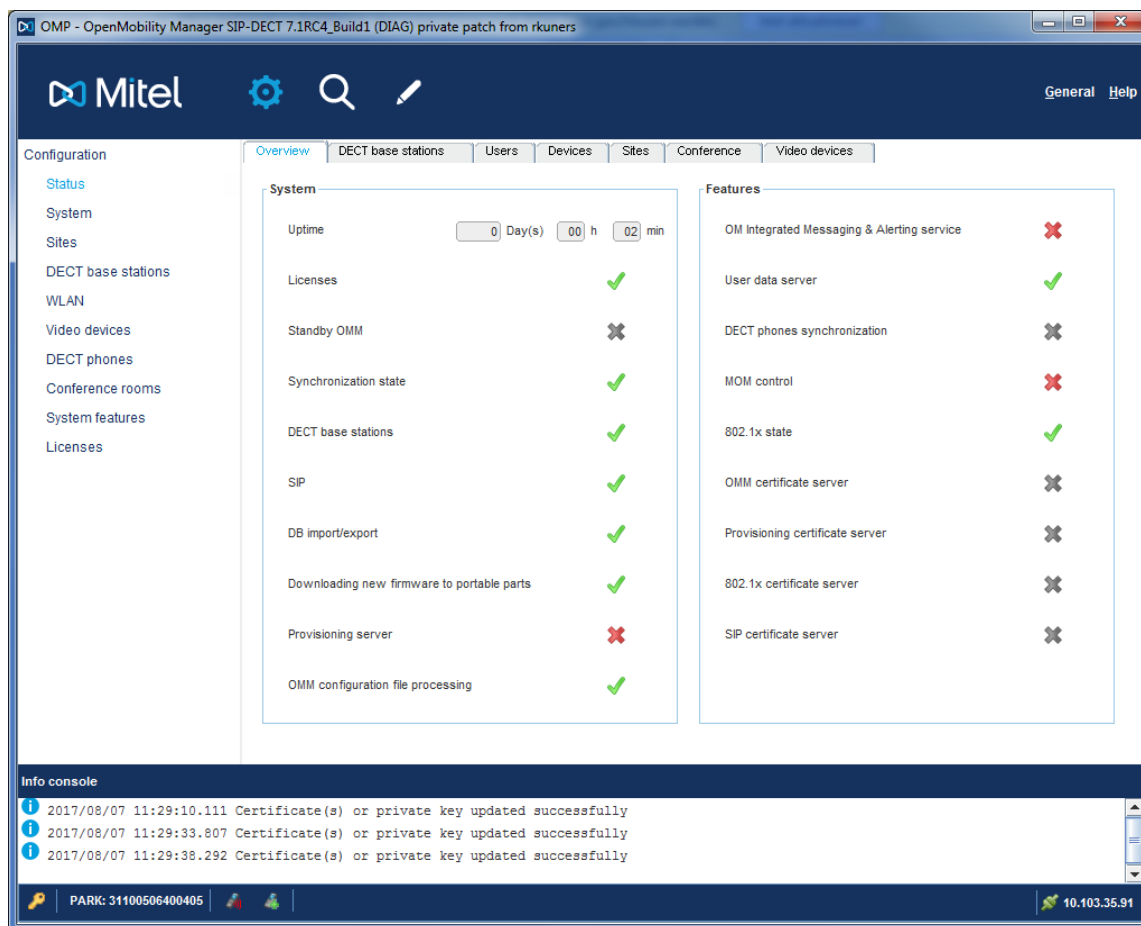 OMP - OpenMobility Manager SIP-DECT 7.1RC4_Build1 (DIAG) private patch from rkuners
Mitel
General Help
Configuration
Status
System
Sites
DECT base stations
WLAN
Video devices
DECT phones
Conference rooms
System features
Licenses
Overview DECT base stations Users Devices Sites Conference Video devices
System
Uptime 0 Day(s) 00 h 02 min
Licenses
Standby OMM
Synchronization state
DECT base stations
SIP
DB import/export
Downloading new firmware to portable parts
Provisioning server
OMM configuration file processing
Features
OM Integrated Messaging & Alerting service
User data server
DECT phones synchronization
MOM control
802.1x state
OMM certificate server
Provisioning certificate server
802.1x certificate server
SIP certificate server
Info console
2017/08/07 11:29:10.111 Certificate(s) or private key updated successfully
2017/08/07 11:29:33.807 Certificate(s) or private key updated successfully
2017/08/07 11:29:38.292 Certificate(s) or private key updated successfully
PARK: 31100506400405
10.103.35.91